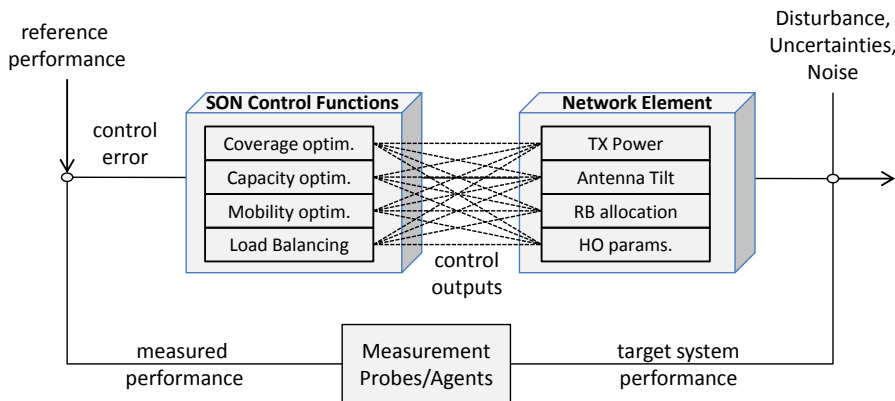 reference
performance
Disturbance,
Uncertainties,
Noise
SON Control Functions
Network Element
control
error
Coverage optim.
Capacity optim.
Mobility optim.
Load Balancing
TX Power
Antenna Tilt
RB allocation
HO params.
control
outputs
measured
performance
Measurement
Probes/Agents
target system
performance